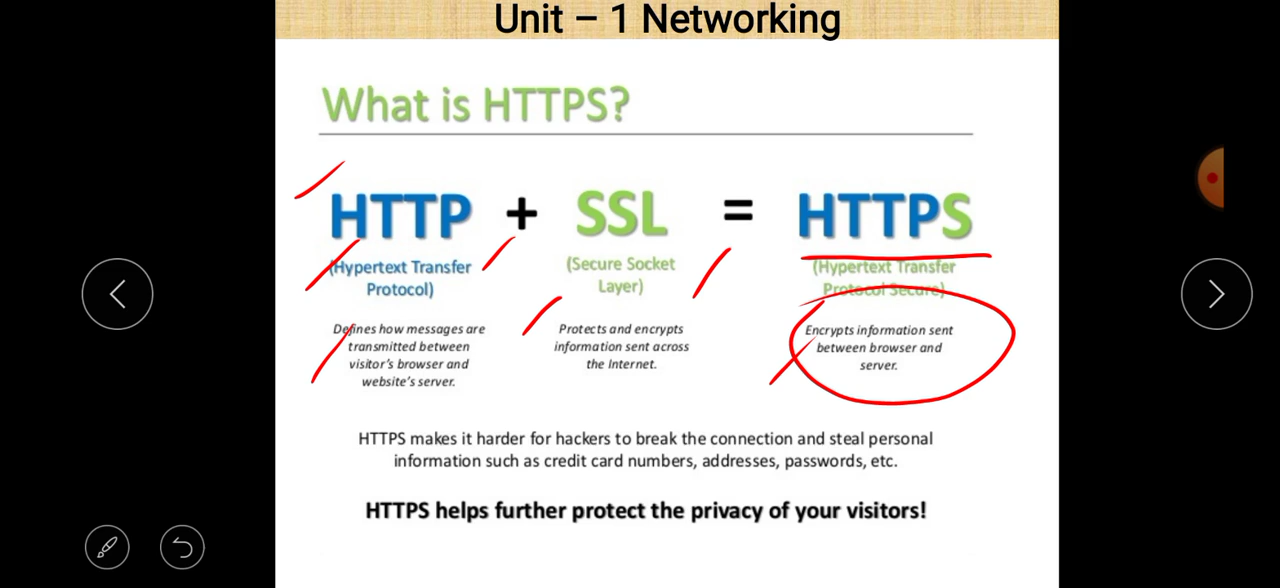 Unit – 1 Networking
What is HTTPS?
HTTP + SSL = HTTPS
(Hypertext Transfer
Protocol)
(Secure Socket
Layer)
(Hypertext Transfer
Protocol Secure)
Defines how messages are
transmitted between
visitor's browser and
website's server.
Protects and encrypts
information sent across
the Internet.
Encrypts information sent
between browser and
server.
HTTPS makes it harder for hackers to break the connection and steal personal
information such as credit card numbers, addresses, passwords, etc.
HTTPS helps further protect the privacy of your visitors!